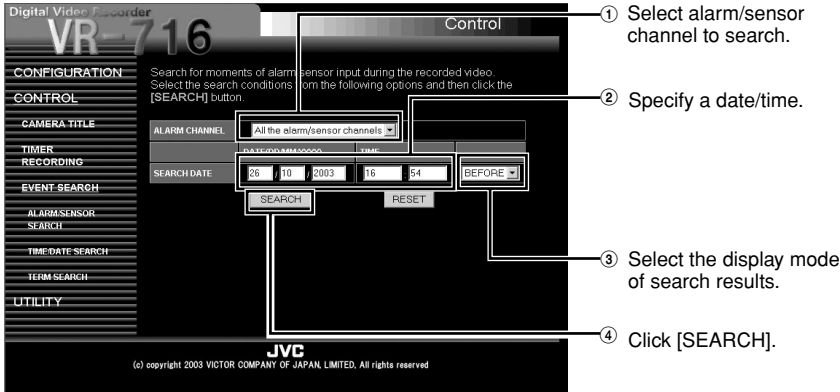 Digital Video Recorder
VR-716
Control
CONFIGURATION
CONTROL
CAMERA TITLE
TIMER
RECORDING
EVENT SEARCH
ALARM/SENSOR
SEARCH
TIME/DATE SEARCH
TERM SEARCH
UTILITY
Search for moments of alarm sensor input during the recorded video.
Select the search conditions from the following options and then click the
[SEARCH] button.
ALARM CHANNEL All the alarm/sensor channels
DATE(DD/MM/YYYY) TIME
SEARCH DATE 26 / 10 / 2003 16 : 54 BEFORE
SEARCH RESET
JVC
(c) copyright 2003 VICTOR COMPANY OF JAPAN, LIMITED, All rights reserved
① Select alarm/sensor
channel to search.
② Specify a date/time.
③ Select the display mode
of search results.
④ Click [SEARCH].